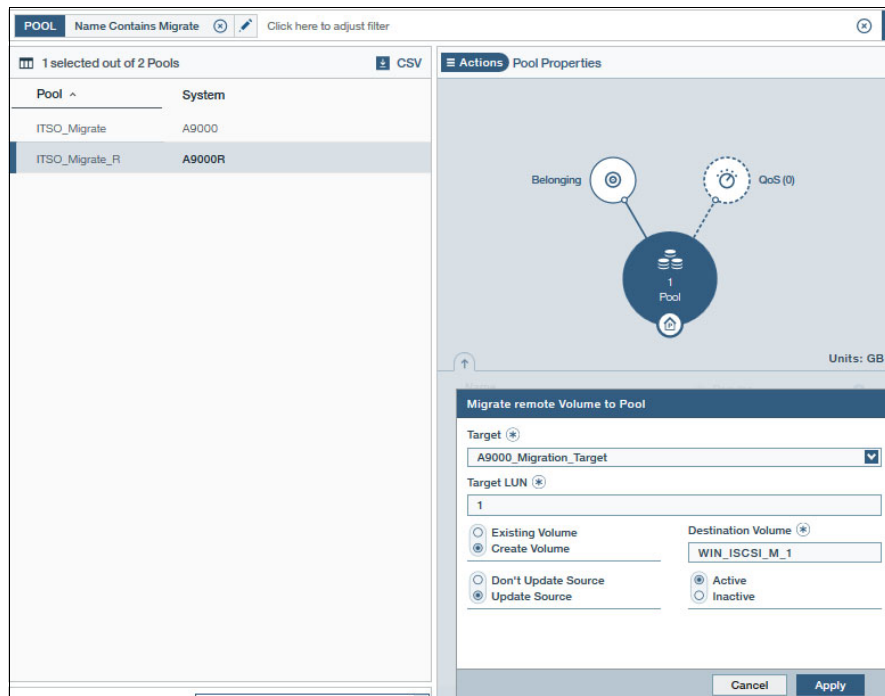 POOL Name Contains Migrate Click here to adjust filter
1 selected out of 2 Pools CSV
Actions Pool Properties
Pool System
ITSO_Migrate A9000
ITSO_Migrate_R A9000R
Belonging
QoS (0)
1
Pool
Units: GB
Name
Migrate remote Volume to Pool
Target
A9000_Migration_Target
Target LUN
1
Existing Volume
Create Volume
Destination Volume
WIN_ISCSI_M_1
Don't Update Source
Update Source
Active
Inactive
Cancel Apply